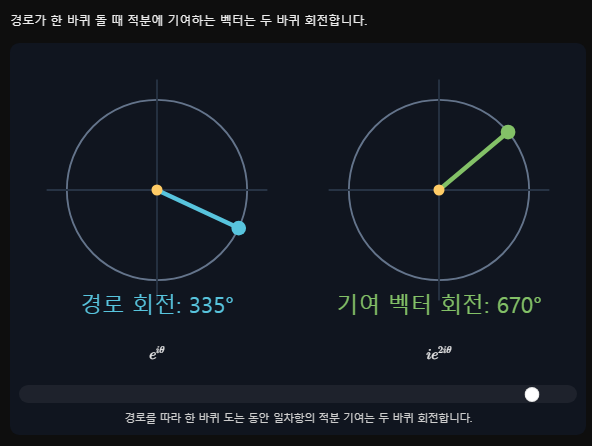 경로가 한 바퀴 돌 때 적분에 기여하는 벡터는 두 바퀴 회전합니다.
경로 회전: 335° 기여 벡터 회전: 670°
e^{iθ} ie^{2iθ}
경로를 따라 한 바퀴 도는 동안 일차항의 적분 기여는 두 바퀴 회전합니다.